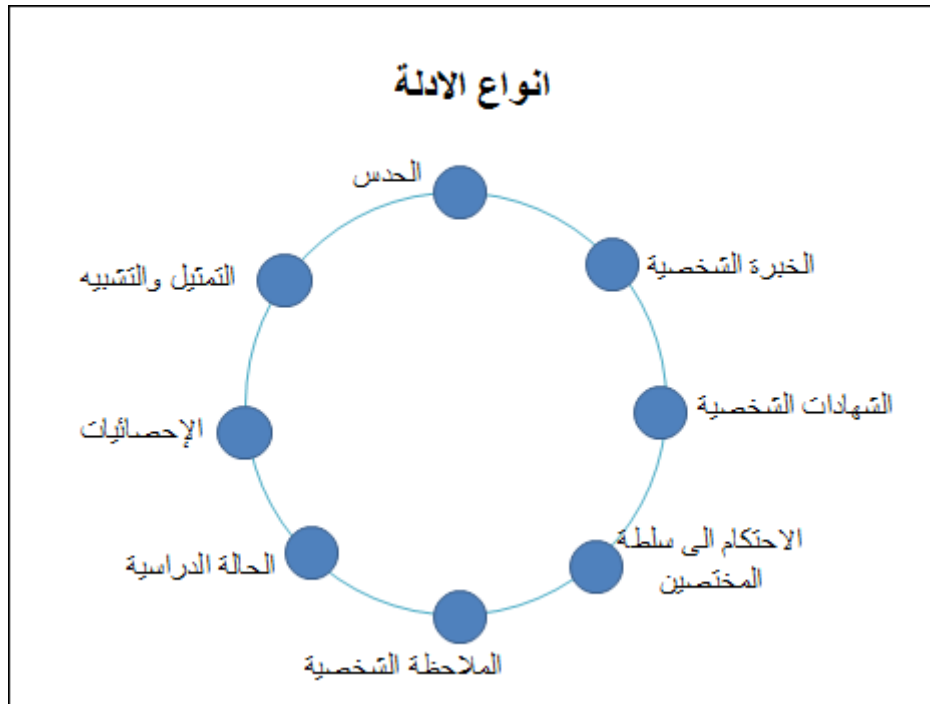 انواع الادلة
الحدس
الخبرة الشخصية
التمثيل والتشبيه
الشهادات الشخصية
الإحصائيات
الاحتكام الى سلطة
المختصين
الحالة الدراسية
الملاحظة الشخصية